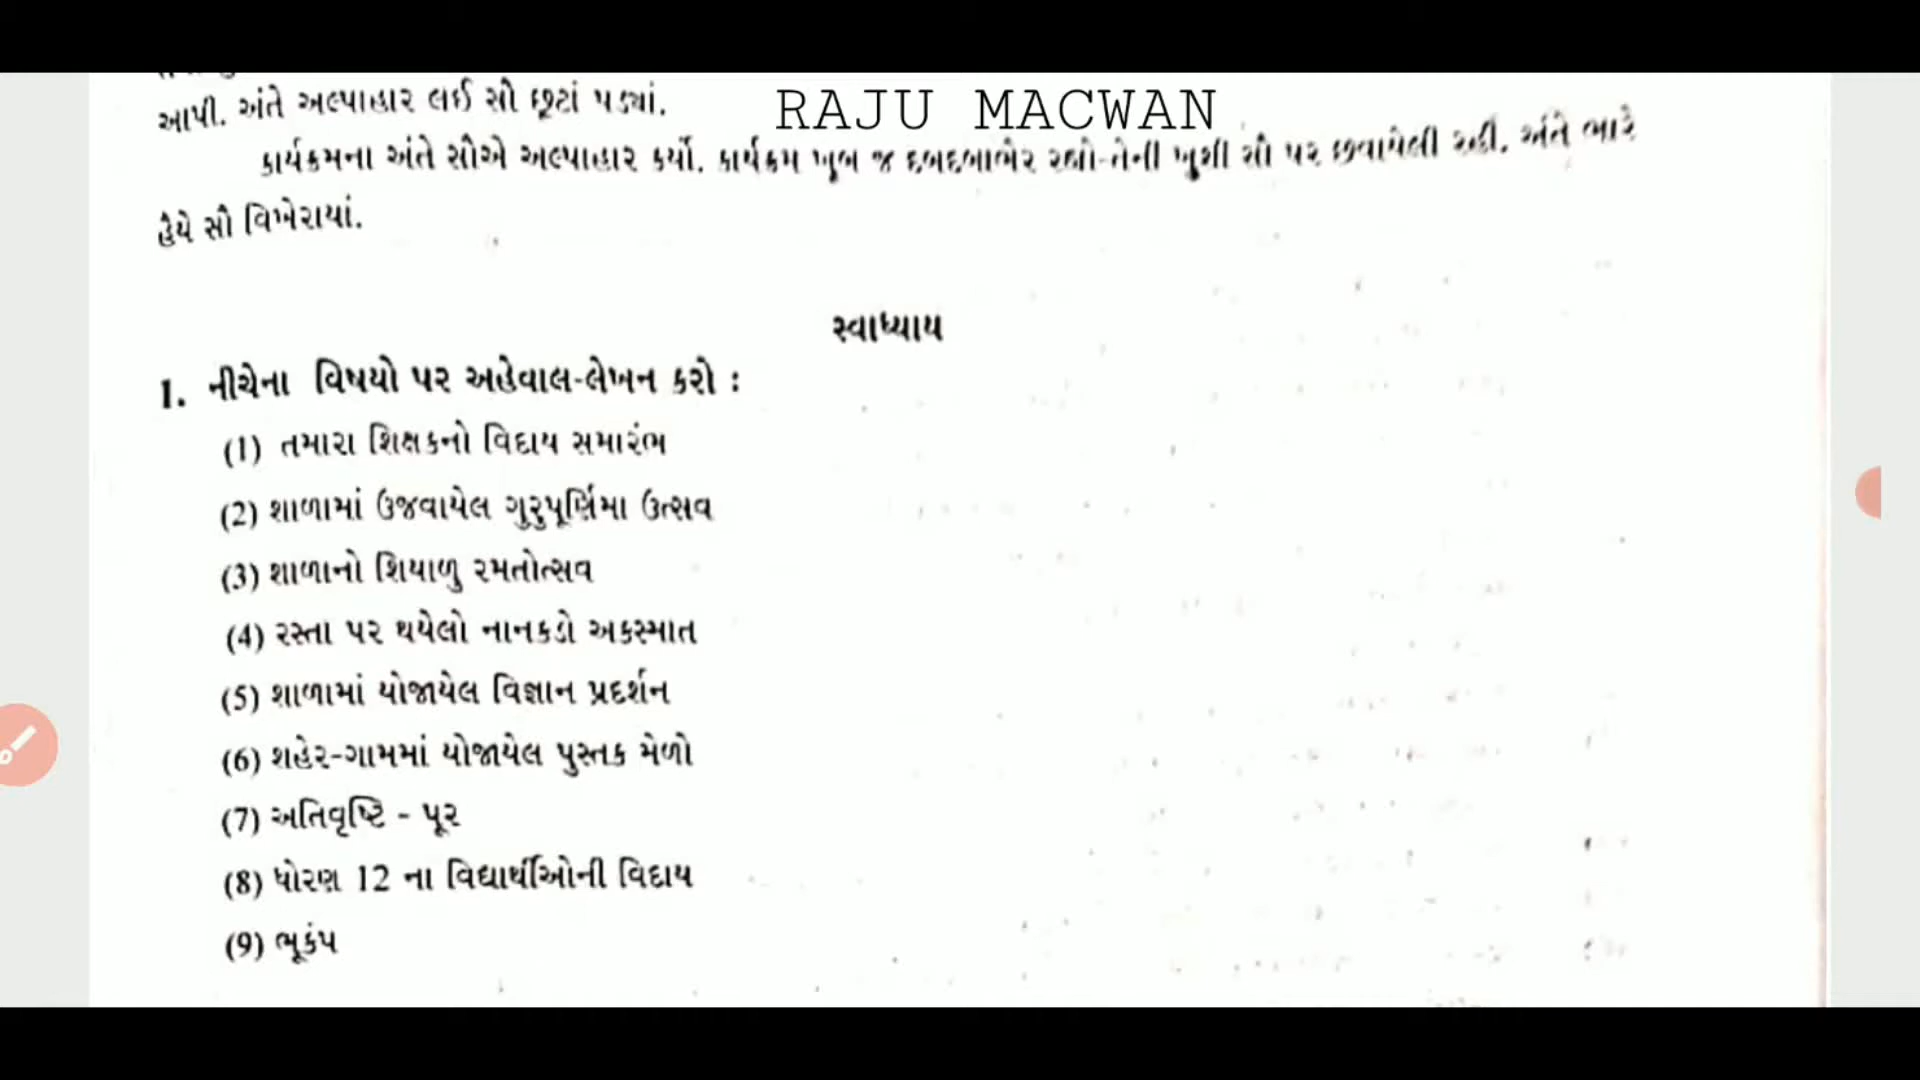 આપી. અંતે અલ્પાહાર લઈ સૌ છૂટાં પડ્યાં.
RAJU MACWAN
કાર્યક્રમના અંતે સૌએ અલ્પાહાર કર્યો. કાર્યક્રમ ખુબ જ દબદબાભેર રહ્યો-તેની ખુશી સૌ પર છવાયેલી રહી. અંતે ભારે
હૈયે સૌ વિખેરાયાં.
સ્વાધ્યાય
1. નીચેના વિષયો પર અહેવાલ-લેખન કરો :
(1) તમારા શિક્ષકનો વિદાય સમારંભ
(2) શાળામાં ઉજવાયેલ ગુરુપૂર્ણિમા ઉત્સવ
(3) શાળાનો શિયાળુ રમતોત્સવ
(4) રસ્તા પર થયેલો નાનકડો અકસ્માત
(5) શાળામાં યોજાયેલ વિજ્ઞાન પ્રદર્શન
(6) શહેર-ગામમાં યોજાયેલ પુસ્તક મેળો
(7) અતિવૃષ્ટિ - પૂર
(8) ધોરણ 12 ના વિદ્યાર્થીઓની વિદાય
(9) ભૂકંપ